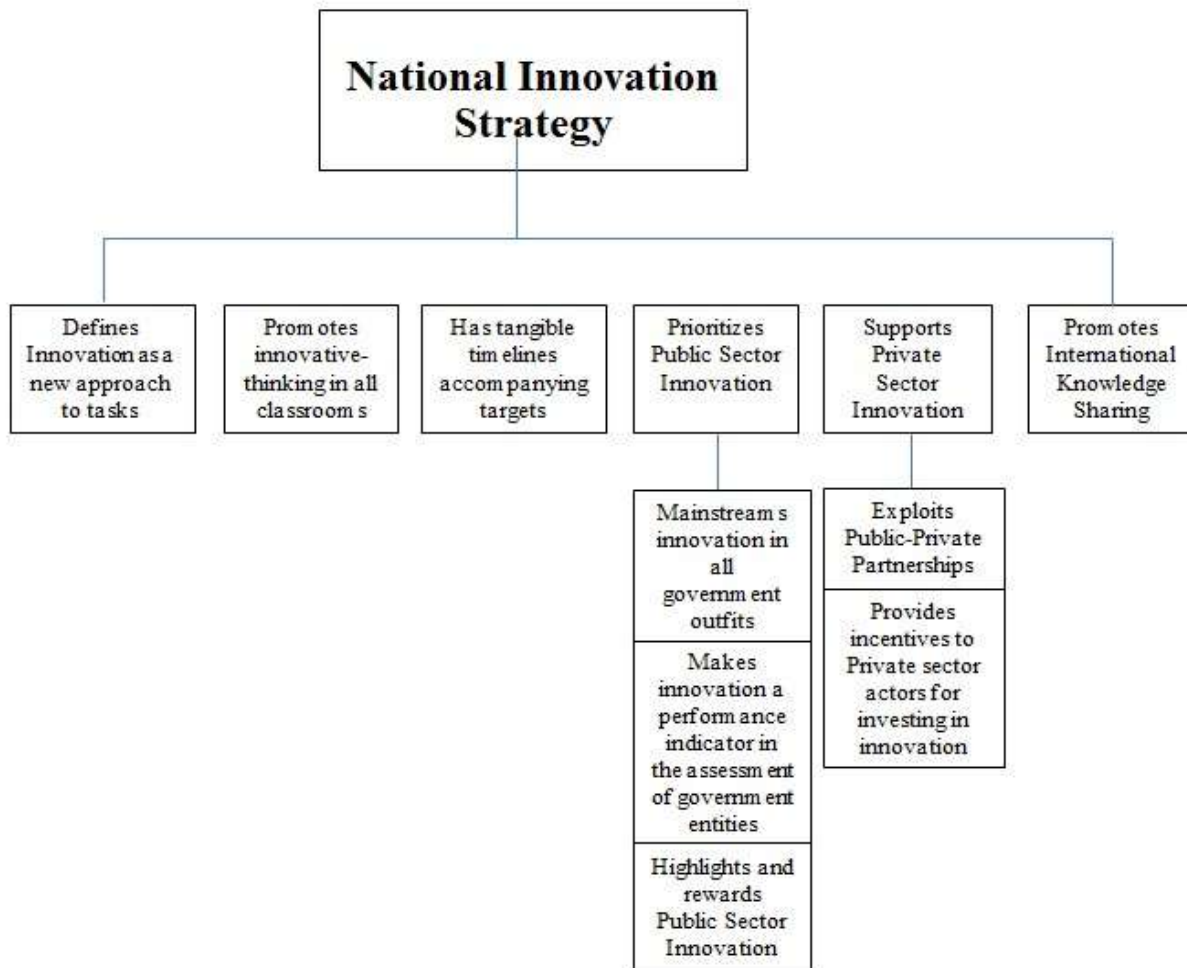 National Innovation
Strategy
Defines
Innovation as a
new approach
to tasks
Promotes
innovative-
thinking in all
classrooms
Has tangible
timelines
accompanying
targets
Prioritizes
Public Sector
Innovation
Supports
Private
Sector
Innovation
Promotes
International
Knowledge
Sharing
Mainstreams
innovation in
all
government
outfits
Makes
innovation a
performance
indicator in
the assessment
of government
entities
Highlights and
rewards
Public Sector
Innovation
Exploits
Public-Private
Partnerships
Provides
incentives to
Private sector
actors for
investing in
innovation